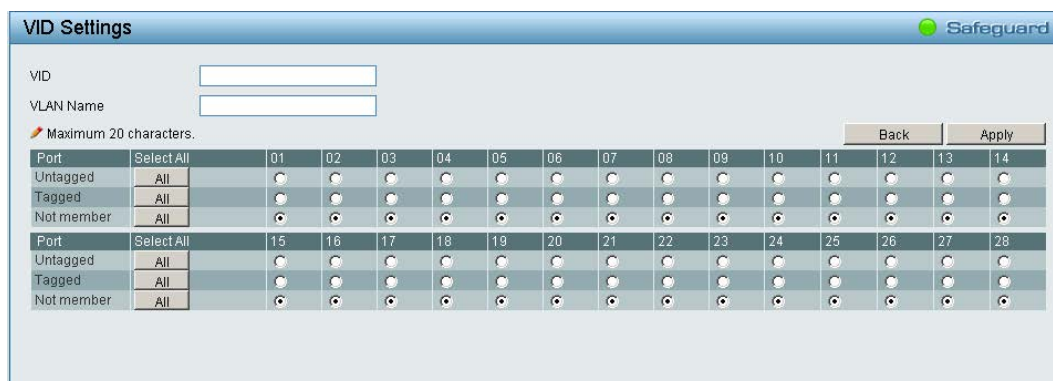 VID Settings
Safeguard
VID
VLAN Name
Maximum 20 characters.
Back
Apply
Port Select All 01 02 03 04 05 06 07 08 09 10 11 12 13 14
Untagged All
Tagged All
Not member All
Port Select All 15 16 17 18 19 20 21 22 23 24 25 26 27 28
Untagged All
Tagged All
Not member All